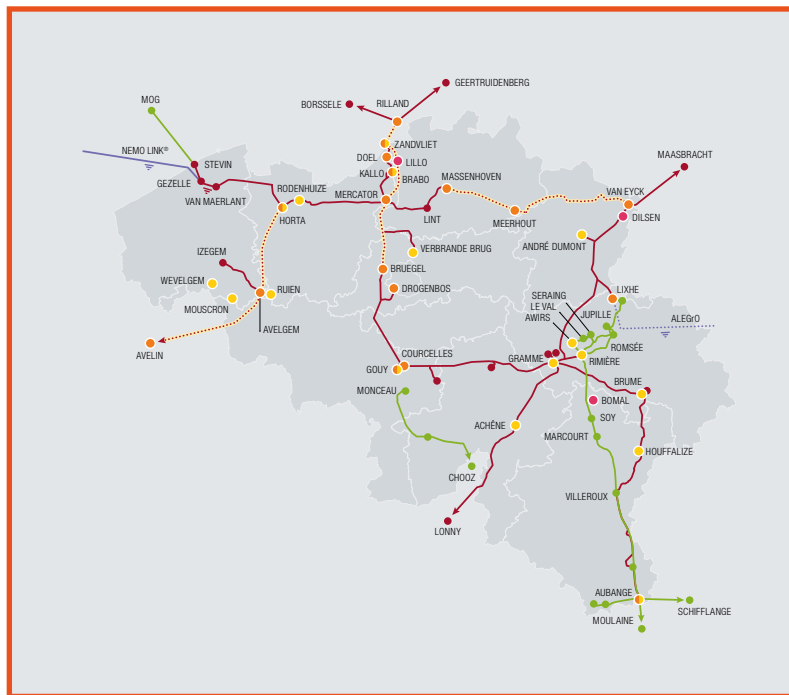 GEERTRUIDENBERG
MOG
BORSSELE
RILLAND
NEMO LINK®
STEVIN
ZANDVLIET
DOEL
LILLO
MAASBRACHT
GEZELLE
KALLO
BRABO
MASSENHOVEN
VAN MAERLANT
RODENHUIZE
MERCATOR
VAN EYCK
HORTA
LINT
MEERHOUT
DILSEN
IZEGEM
VERBRANDE BRUG
ANDRÉ DUMONT
WEVELGEM
BRUEGEL
RUIEN
DROGENBOS
SERAING
LIXHE
MOUSCRON
LE VAL
JUPILLE
AWIRS
ALEGrO
AVELGEM
AVELIN
COURCELLES
GRAMME
ROMSÉE
GOUY
RIMIÈRE
MONCEAU
BRUME
BOMAL
ACHÊNE
SOY
MARCOURT
HOUFFALIZE
CHOOZ
VILLEROUX
LONNY
AUBANGE
SCHIFFLANGE
MOULAINE